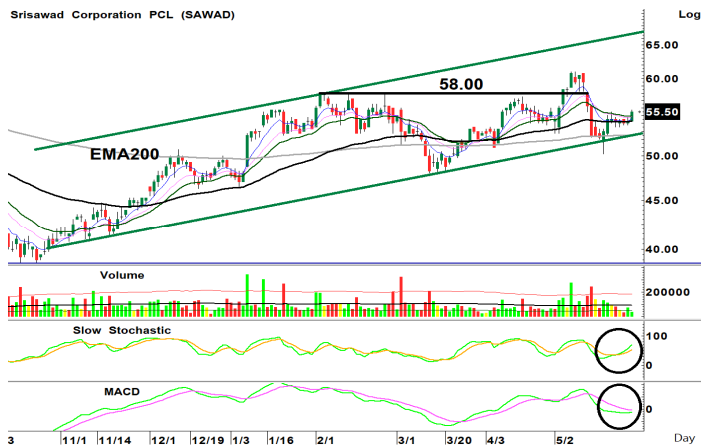 Srisawad Corporation PCL (SAWAD)
Log
65.00
60.00
58.00
55.50
EMA200
50.00
45.00
40.00
Volume
200000
Slow Stochastic
100
0
MACD
0
3 11/1 11/14 12/1 12/19 1/3 1/16 2/1 3/1 3/20 4/3 5/2 Day